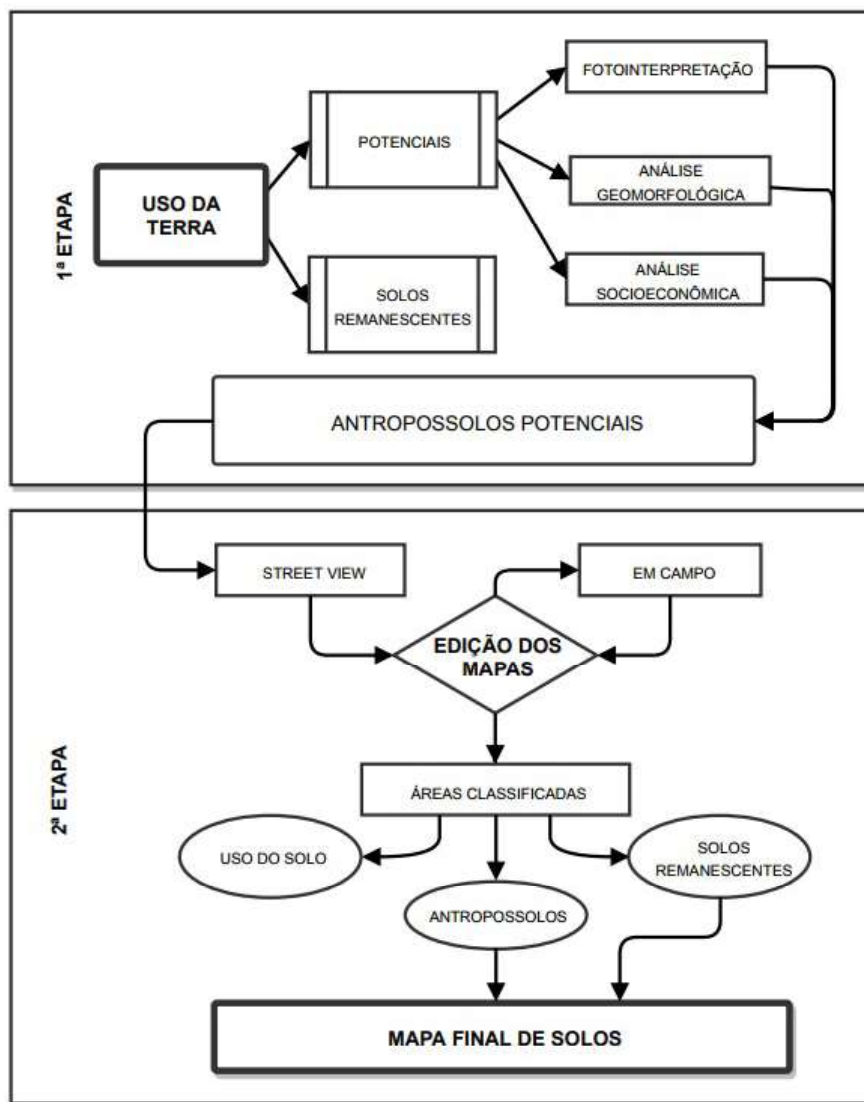 1ª ETAPA
USO DA
TERRA
POTENCIAIS
SOLOS
REMANESCENTES
FOTOINTERPRETAÇÃO
ANÁLISE
GEOMORFOLÓGICA
ANÁLISE
SOCIOECONÔMICA
ANTROPOSSOLOS POTENCIAIS
2ª ETAPA
STREET VIEW
EM CAMPO
EDIÇÃO DOS
MAPAS
ÁREAS CLASSIFICADAS
USO DO SOLO
ANTROPOSSOLOS
SOLOS
REMANESCENTES
MAPA FINAL DE SOLOS